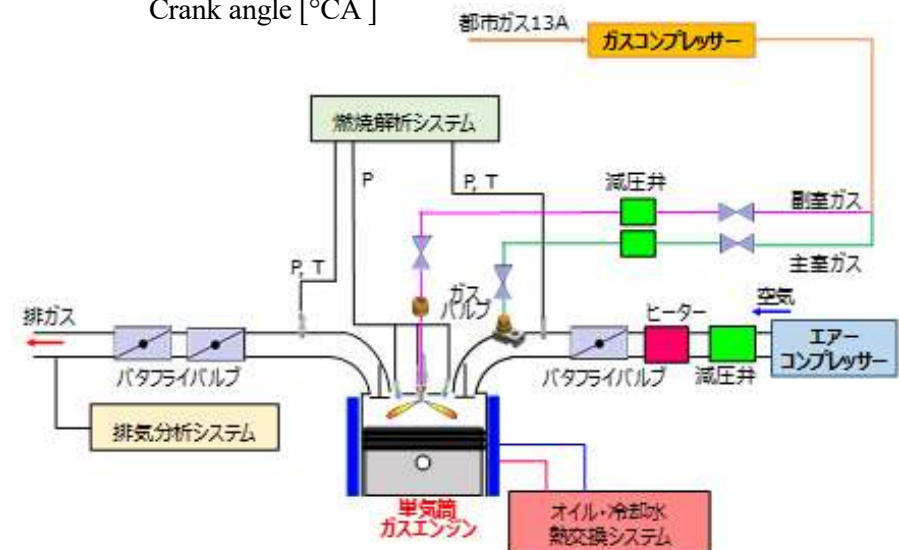 Crank angle [°CA ]
都市ガス13A
ガスコンプレッサー
燃焼解析システム
P
P, T
減圧弁
副室ガス
主室ガス
P, T
ガス
バルブ
ヒーター
空気
排ガス
エアー
コンプレッサー
バタフライバルブ
バタフライバルブ
減圧弁
排気分析システム
単気筒
ガスエンジン
オイル・冷却水
熱交換システム